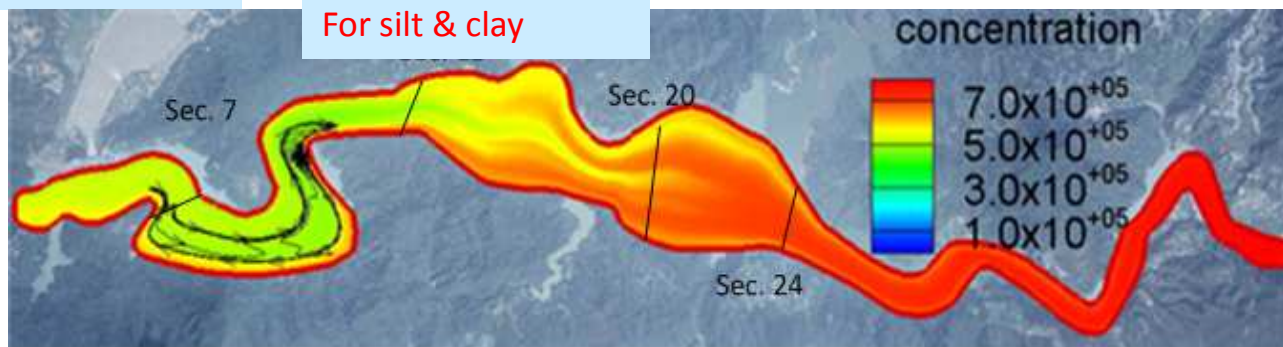 For silt & clay
concentration
7.0x10+05
5.0x10+05
3.0x10+05
1.0x10+05
Sec. 7
Sec. 20
Sec. 24